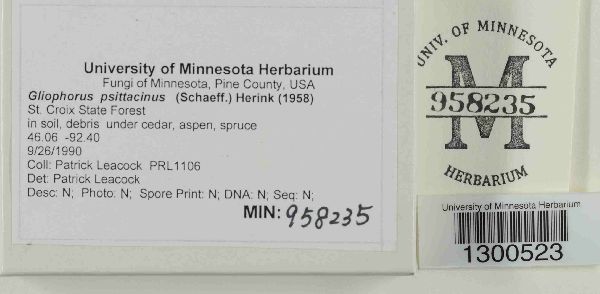 University of Minnesota Herbarium
Fungi of Minnesota, Pine County, USA
Gliophorus psittacinus (Schaeff.) Herink (1958)
St. Croix State Forest
in soil, debris under cedar, aspen, spruce
46.06 -92.40
9/26/1990
Coll: Patrick Leacock PRL1106
Det: Patrick Leacock
Desc: N; Photo: N; Spore Print: N; DNA: N; Seq: N;
MIN: 958235
UNIV. OF MINNESOTA
M
958235
HERBARIUM
University of Minnesota Herbarium
1300523